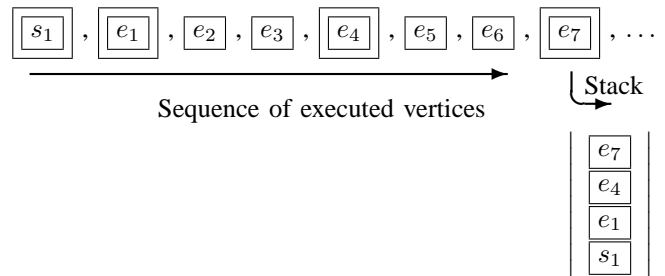 s₁ , e₁ , e₂ , e₃ , e₄ , e₅ , e₆ , e₇ , ...
Sequence of executed vertices
Stack
e₇
e₄
e₁
s₁